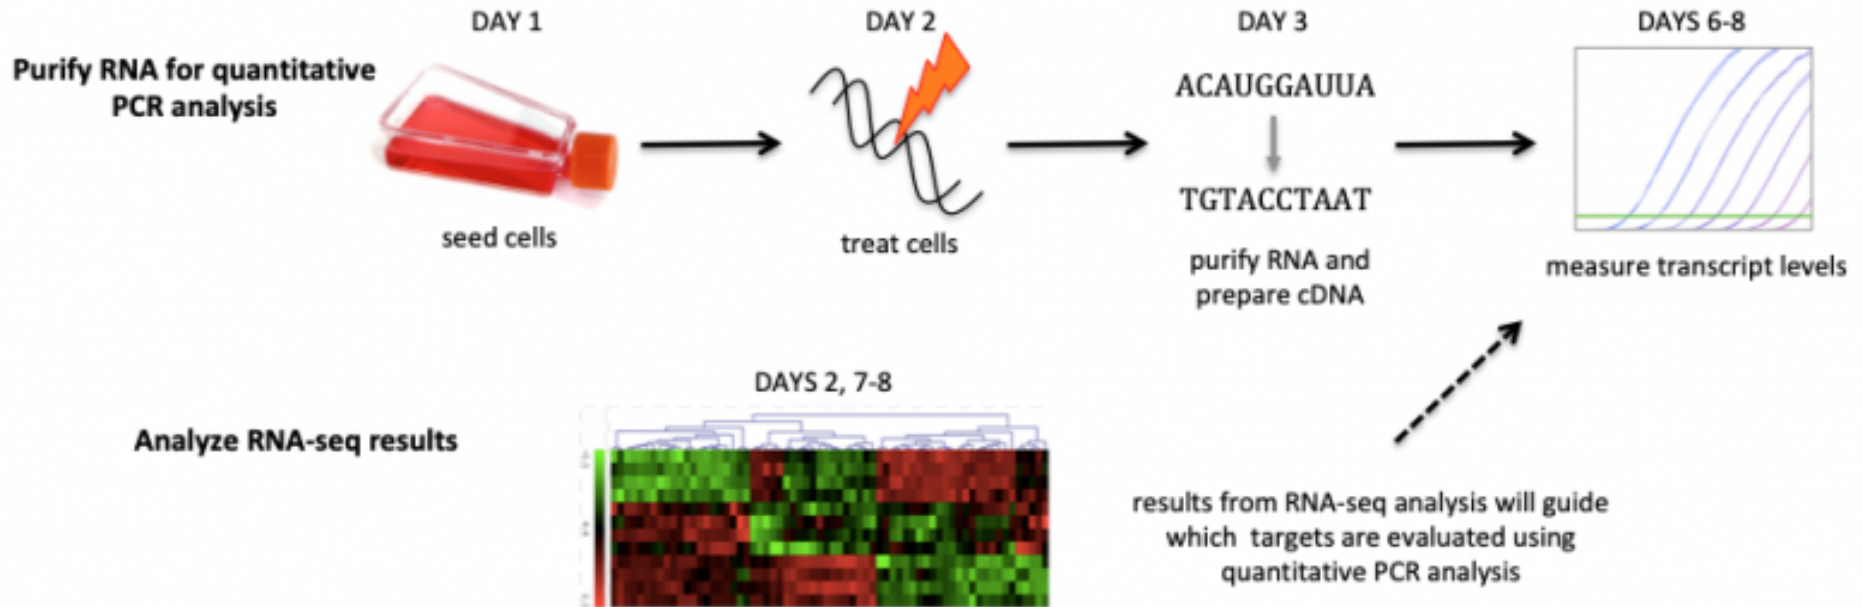 DAY 1
DAY 2
DAY 3
DAYS 6-8
Purify RNA for quantitative
PCR analysis
ACAUGGAUUA
TGTACCTAAT
seed cells
treat cells
purify RNA and
prepare cDNA
measure transcript levels
DAYS 2, 7-8
Analyze RNA-seq results
results from RNA-seq analysis will guide
which targets are evaluated using
quantitative PCR analysis